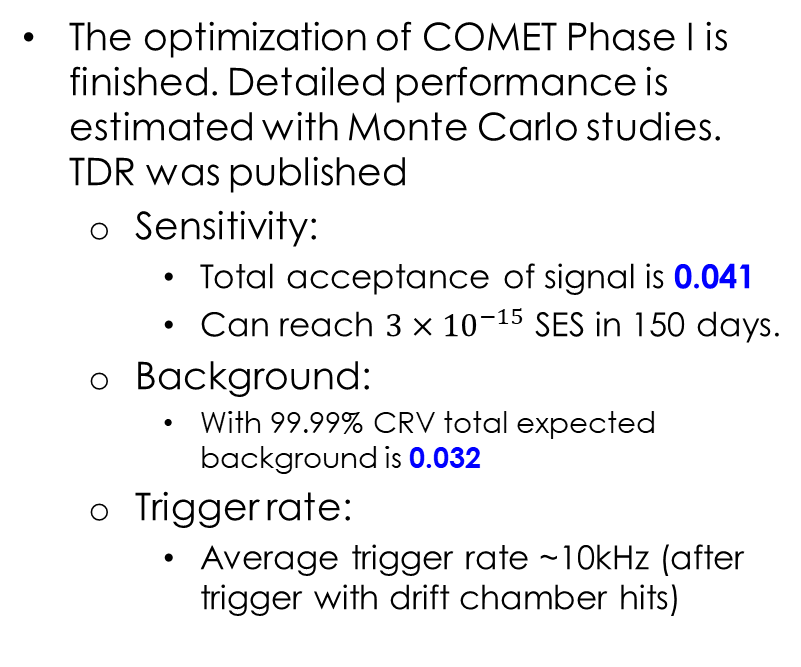 • The optimization of COMET Phase I is
finished. Detailed performance is
estimated with Monte Carlo studies.
TDR was published
o Sensitivity:
• Total acceptance of signal is 0.041
• Can reach 3 × 10⁻¹⁵ SES in 150 days.
o Background:
• With 99.99% CRV total expected
background is 0.032
o Trigger rate:
• Average trigger rate ~10kHz (after
trigger with drift chamber hits)